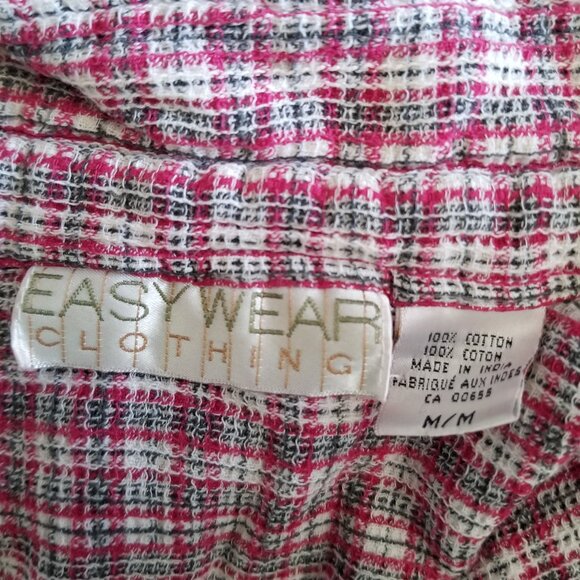 EASYWEAR
CLOTHING
100% COTTON
100% COTON
MADE IN INDIA
FABRIQUÉ AUX INDES
CA 00655
M/M